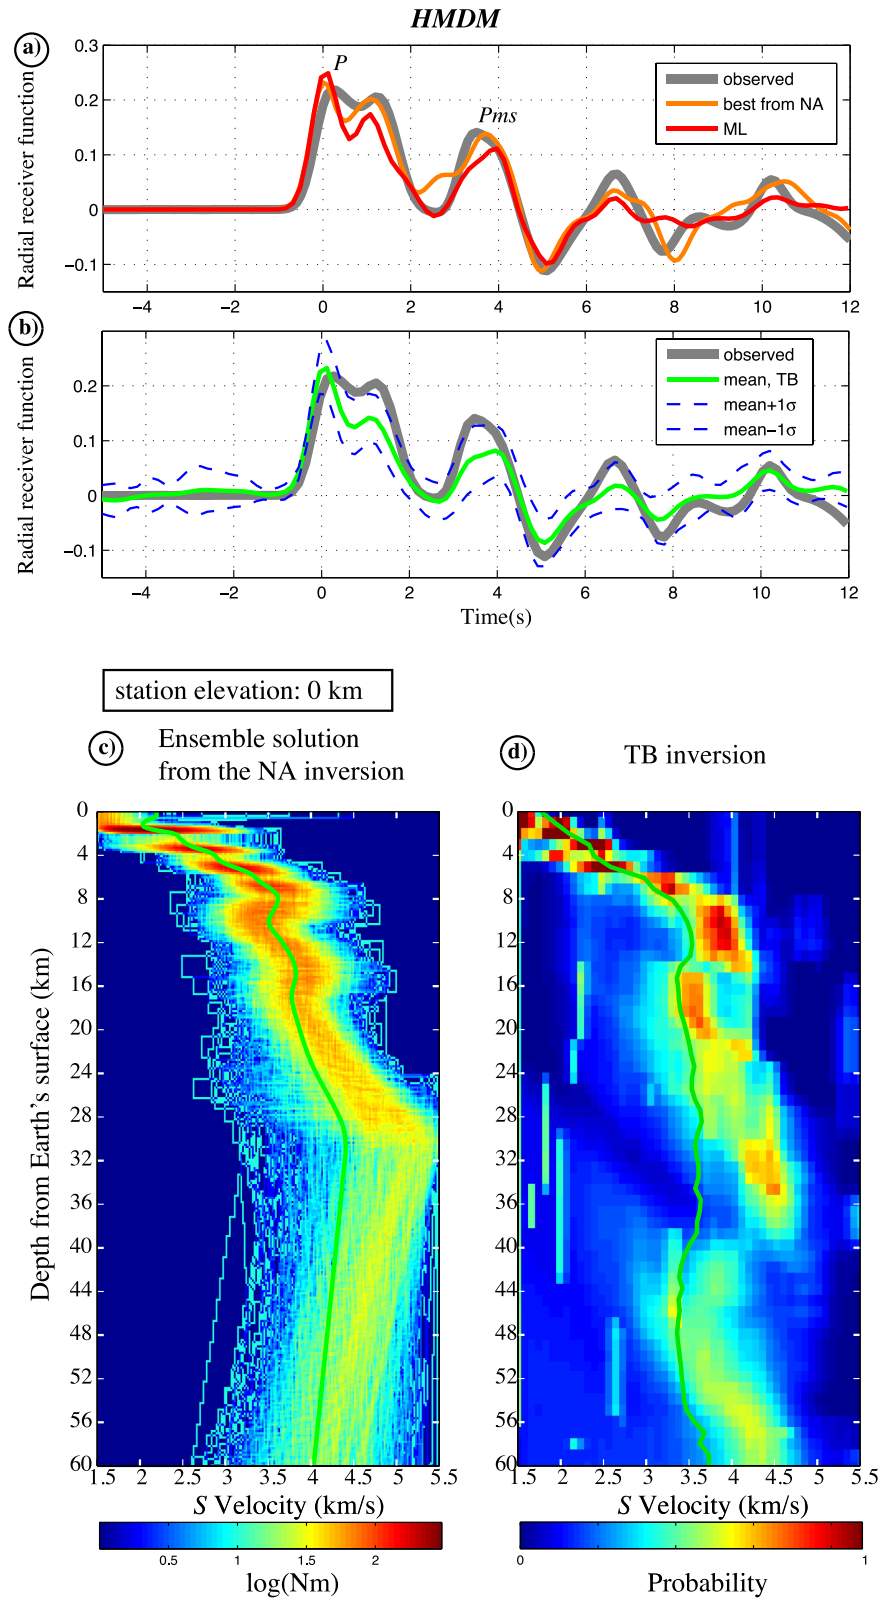 HMDM
a)
Radial receiver function
0.3
0.2
0.1
0
−0.1
P
Pms
observed
best from NA
ML
−4 −2 0 2 4 6 8 10 12
b)
Radial receiver function
0.2
0.1
0
−0.1
observed
mean, TB
mean+1σ
mean−1σ
−4 −2 0 2 4 6 8 10 12
Time(s)
station elevation: 0 km
c)
Ensemble solution
from the NA inversion
d)
TB inversion
Depth from Earth's surface (km)
0
4
8
12
16
20
24
28
32
36
40
44
48
52
56
60
1.5 2 2.5 3 3.5 4 4.5 5 5.5
S Velocity (km/s)
0.5 1 1.5 2
log(Nm)
0
4
8
12
16
20
24
28
32
36
40
44
48
52
56
60
1.5 2 2.5 3 3.5 4 4.5 5 5.5
S Velocity (km/s)
0 1
Probability